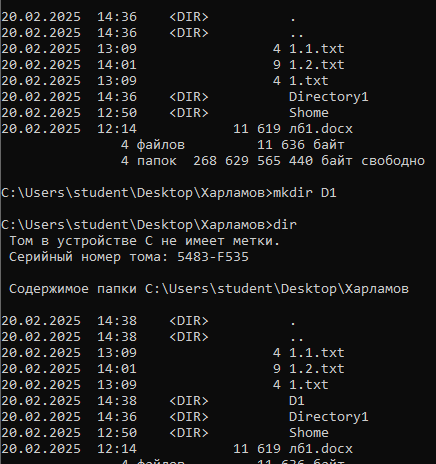 20.02.2025  14:36    <DIR>          .
20.02.2025  14:36    <DIR>          ..
20.02.2025  13:09                 4 1.1.txt
20.02.2025  14:01                 9 1.2.txt
20.02.2025  13:09                 4 1.txt
20.02.2025  14:36    <DIR>          Directory1
20.02.2025  12:50    <DIR>          Shome
20.02.2025  12:14            11 619 лб1.docx
               4 файлов         11 636 байт
               4 папок  268 629 565 440 байт свободно
C:\Users\student\Desktop\Харламов>mkdir D1
C:\Users\student\Desktop\Харламов>dir
 Том в устройстве C не имеет метки.
 Серийный номер тома: 5483-F535
 Содержимое папки C:\Users\student\Desktop\Харламов
20.02.2025  14:38    <DIR>          .
20.02.2025  14:38    <DIR>          ..
20.02.2025  13:09                 4 1.1.txt
20.02.2025  14:01                 9 1.2.txt
20.02.2025  13:09                 4 1.txt
20.02.2025  14:38    <DIR>          D1
20.02.2025  14:36    <DIR>          Directory1
20.02.2025  12:50    <DIR>          Shome
20.02.2025  12:14            11 619 лб1.docx
               4 файлов         11 636 байт